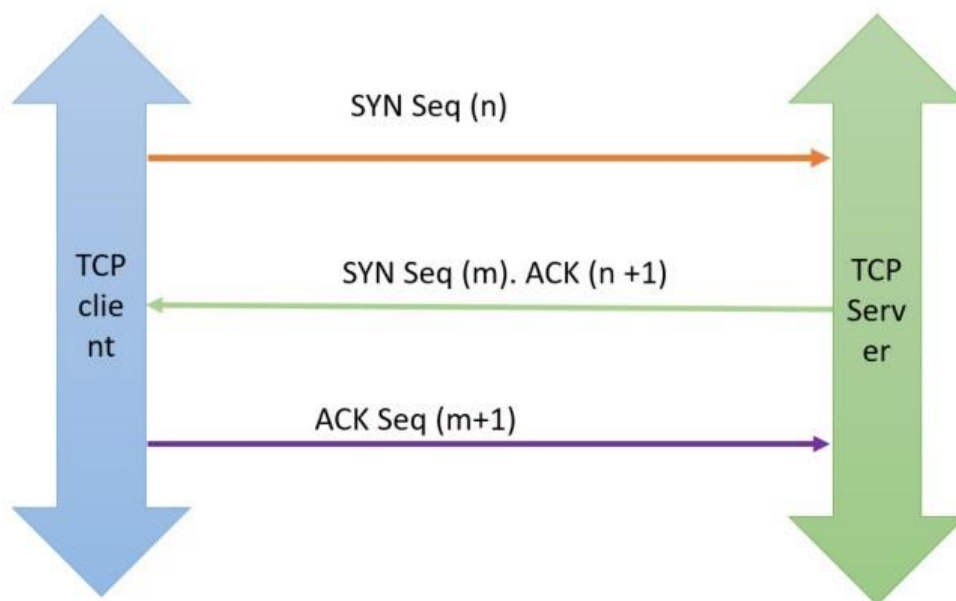 SYN Seq (n)
SYN Seq (m). ACK (n +1)
ACK Seq (m+1)
TCP
clie
nt
TCP
Serv
er